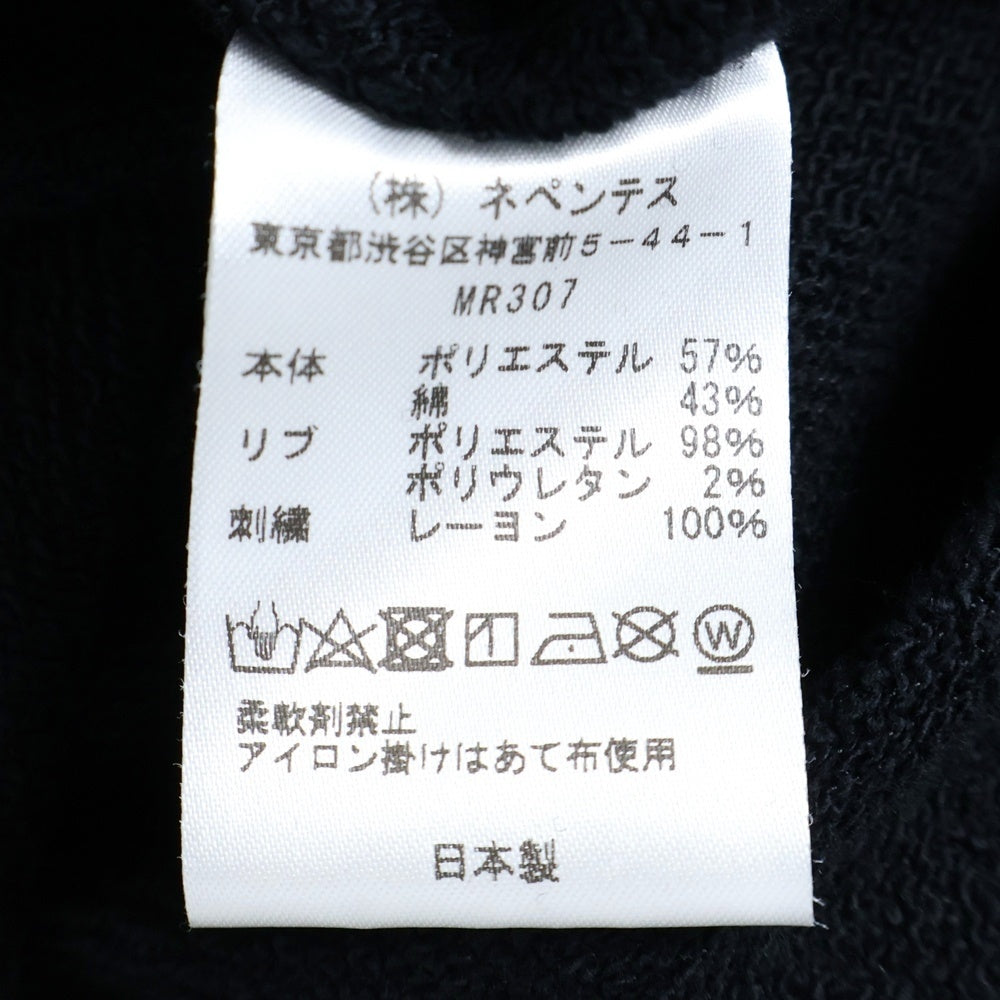 （株）ネペンテス
東京都渋谷区神宮前5－44－1
MR307
本体 ポリエステル 57%
綿 43%
リブ ポリエステル 98%
ポリウレタン 2%
刺繍 レーヨン 100%
W
柔軟剤禁止
アイロン掛けはあて布使用
日本製